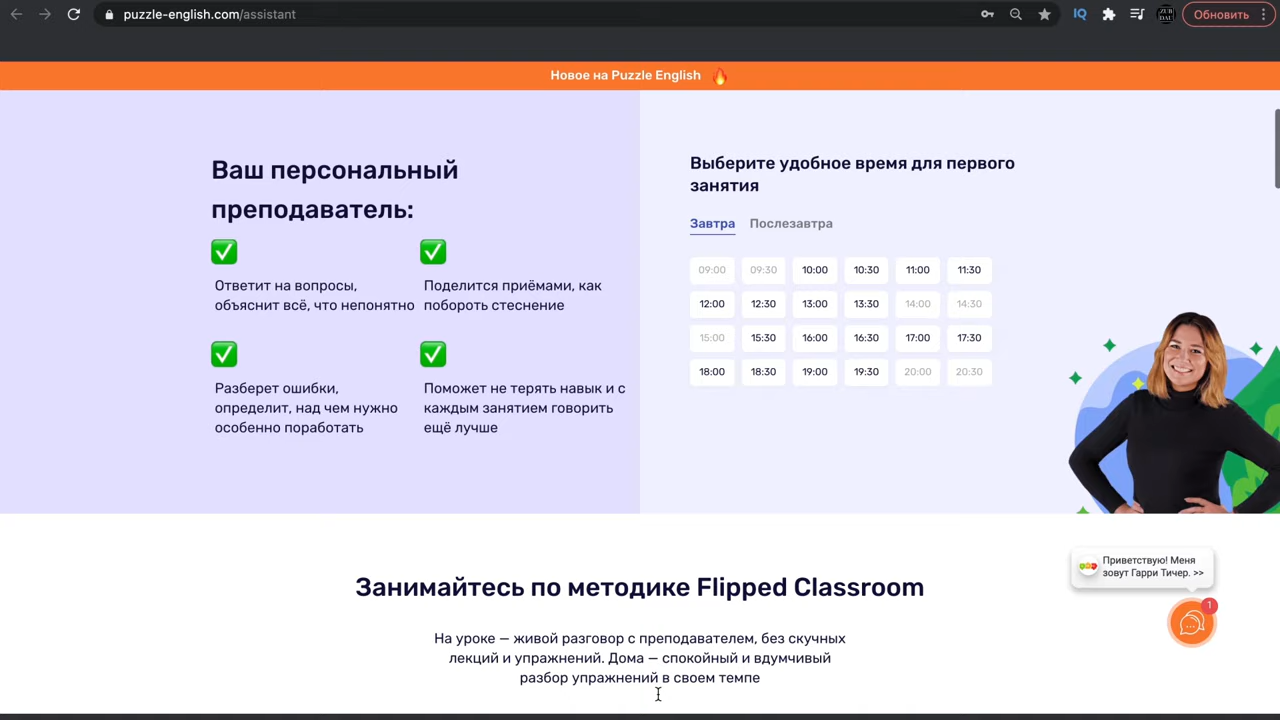 puzzle-english.com/assistant
IQ
Обновить
Новое на Puzzle English
Ваш персональный
преподаватель:
Ответит на вопросы,
объяснит всё, что непонятно
Поделится приёмами, как
побороть стеснение
Разберет ошибки,
определит, над чем нужно
особенно поработать
Поможет не терять навык и с
каждым занятием говорить
ещё лучше
Выберите удобное время для первого
занятия
Завтра Послезавтра
09:00 09:30 10:00 10:30 11:00 11:30
12:00 12:30 13:00 13:30 14:00 14:30
15:00 15:30 16:00 16:30 17:00 17:30
18:00 18:30 19:00 19:30 20:00 20:30
Занимайтесь по методике Flipped Classroom
На уроке — живой разговор с преподавателем, без скучных
лекций и упражнений. Дома — спокойный и вдумчивый
разбор упражнений в своем темпе
Приветствую! Меня
зовут Гарри Тичер. >>
1